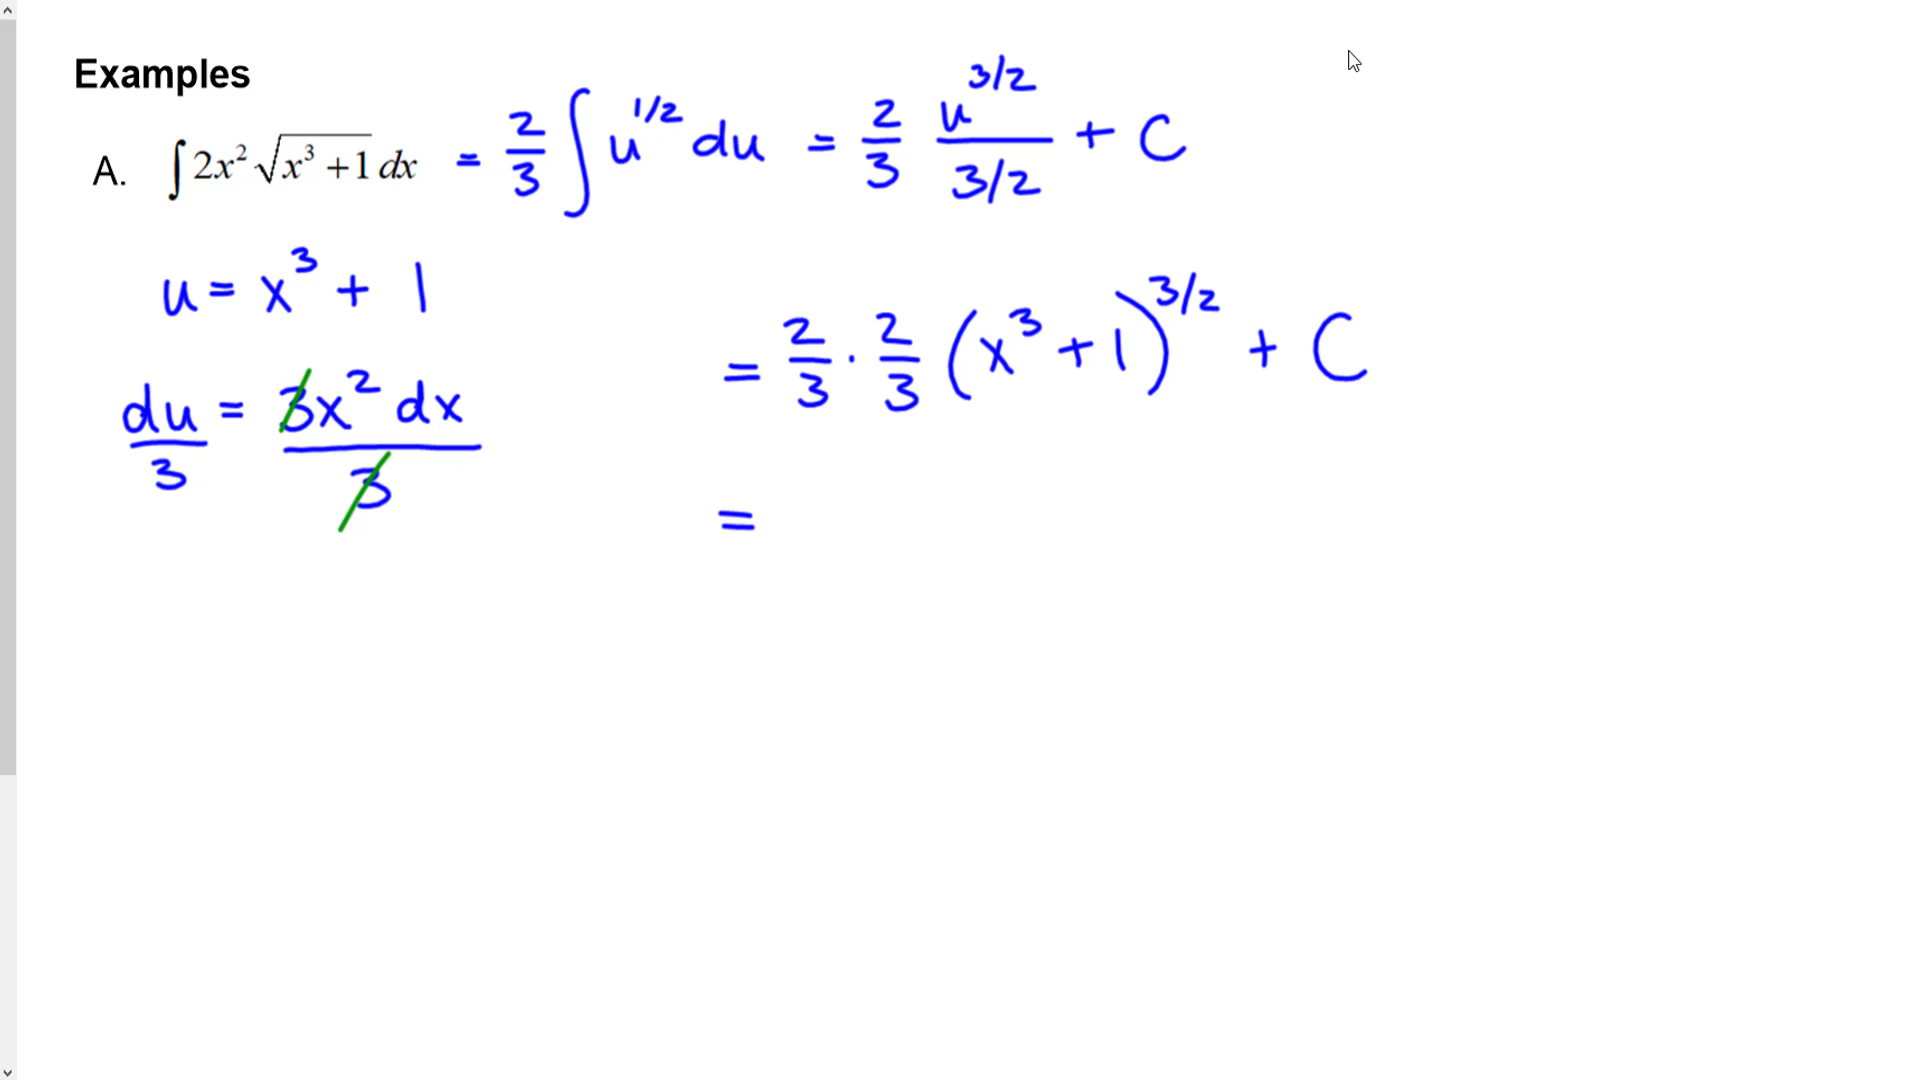 Examples
A. ∫2x²√(x³+1) dx = 2/3 ∫ u^(1/2) du = 2/3 u^(3/2)/(3/2) + C
u = x³ + 1
= 2/3 · 2/3 (x³+1)^(3/2) + C
du/3 = 3x² dx/3
=